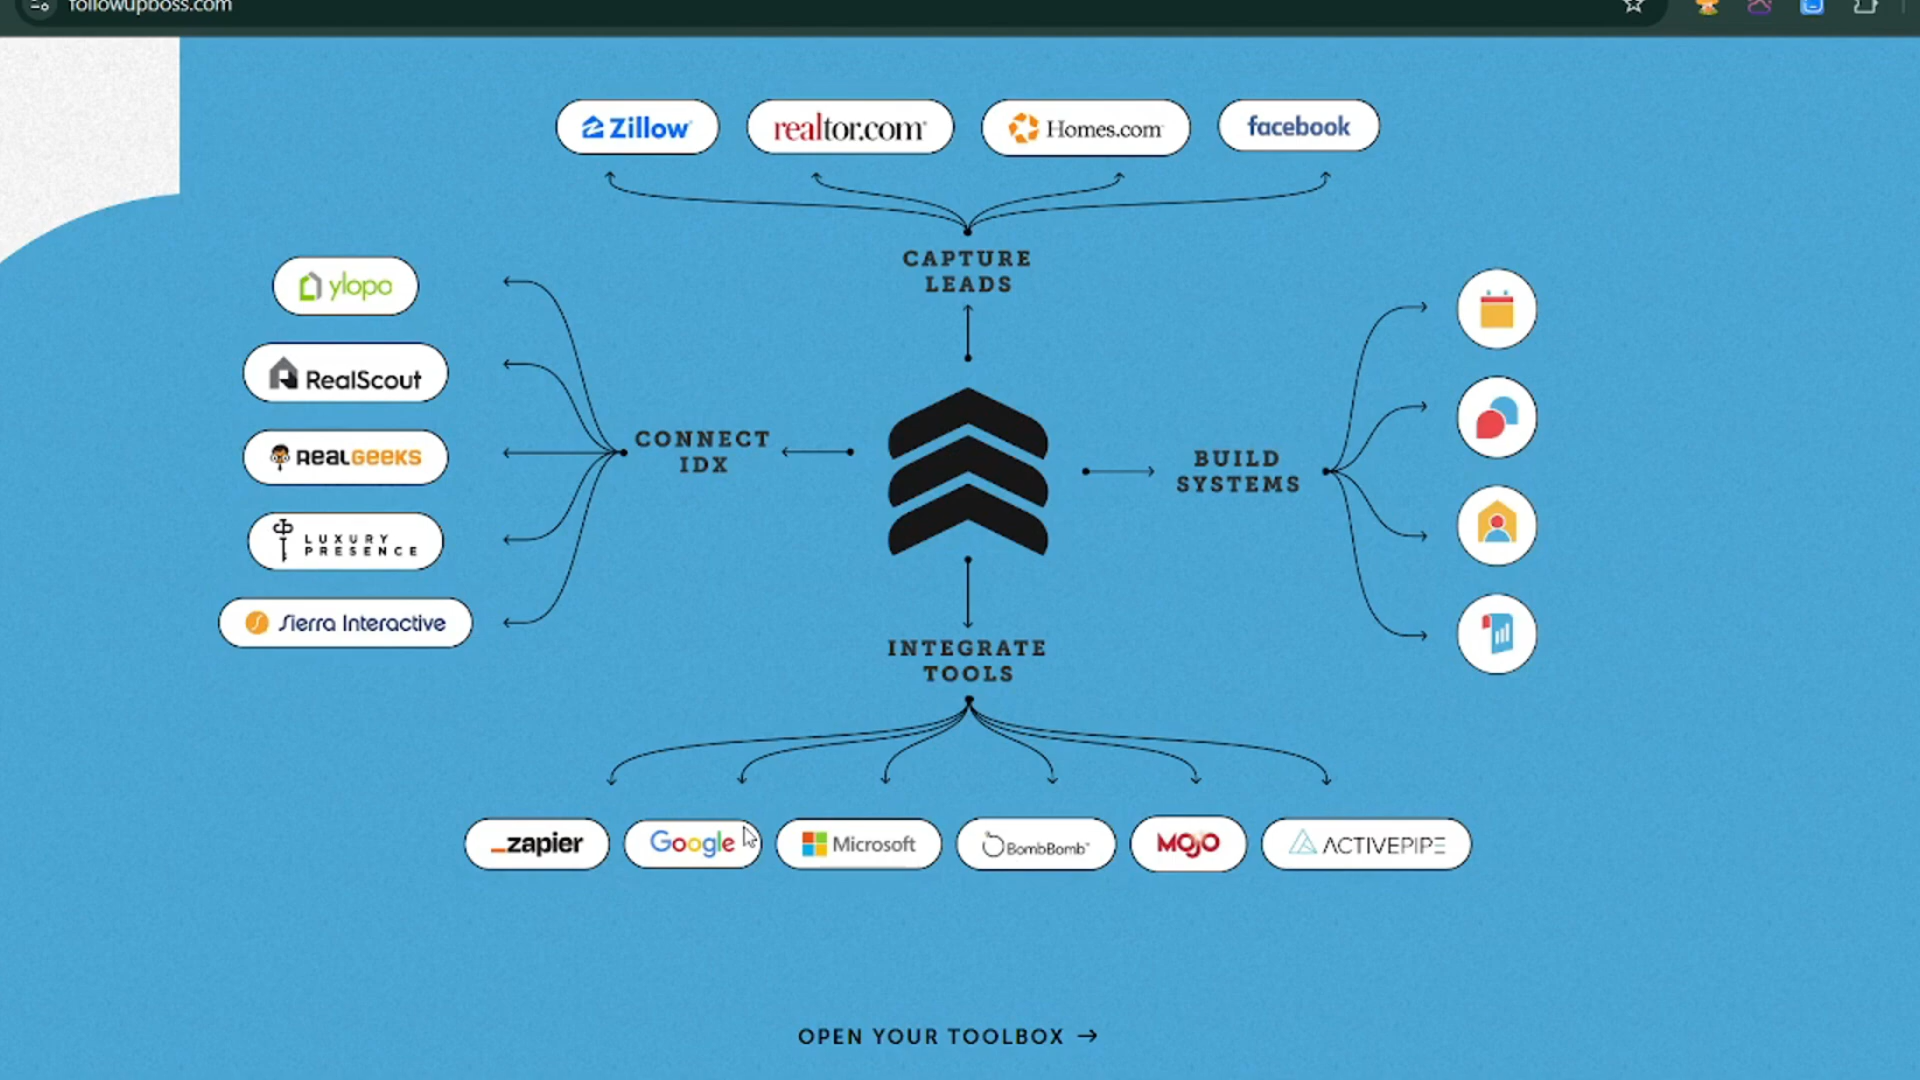 followupboss.com
Zillow
realtor.com
Homes.com
facebook
CAPTURE
LEADS
ylopo
RealScout
REALGEEKS
LUXURY
PRESENCE
Sierra Interactive
CONNECT
IDX
BUILD
SYSTEMS
INTEGRATE
TOOLS
zapier
Google
Microsoft
BombBomb
MOJO
ACTIVEPIPE
OPEN YOUR TOOLBOX →